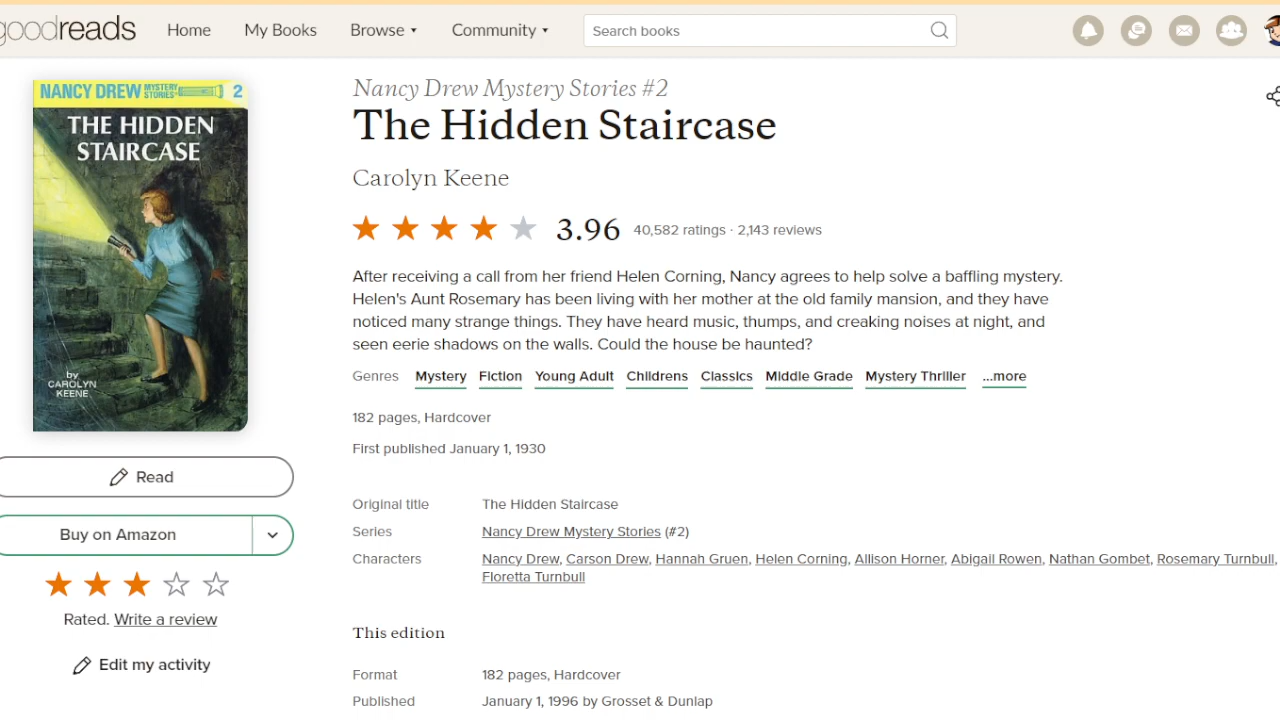 goodreads Home My Books Browse ▾ Community ▾ Search books
NANCY DREW MYSTERY STORIES 2
THE HIDDEN
STAIRCASE
by
CAROLYN
KEENE
Read
Buy on Amazon
Rated. Write a review
Edit my activity
Nancy Drew Mystery Stories #2
The Hidden Staircase
Carolyn Keene
3.96 40,582 ratings · 2,143 reviews
After receiving a call from her friend Helen Corning, Nancy agrees to help solve a baffling mystery.
Helen's Aunt Rosemary has been living with her mother at the old family mansion, and they have
noticed many strange things. They have heard music, thumps, and creaking noises at night, and
seen eerie shadows on the walls. Could the house be haunted?
Genres Mystery Fiction Young Adult Childrens Classics Middle Grade Mystery Thriller ...more
182 pages, Hardcover
First published January 1, 1930
Original title The Hidden Staircase
Series Nancy Drew Mystery Stories (#2)
Characters Nancy Drew, Carson Drew, Hannah Gruen, Helen Corning, Allison Horner, Abigail Rowen, Nathan Gombet, Rosemary Turnbull,
Floretta Turnbull
This edition
Format 182 pages, Hardcover
Published January 1, 1996 by Grosset & Dunlap